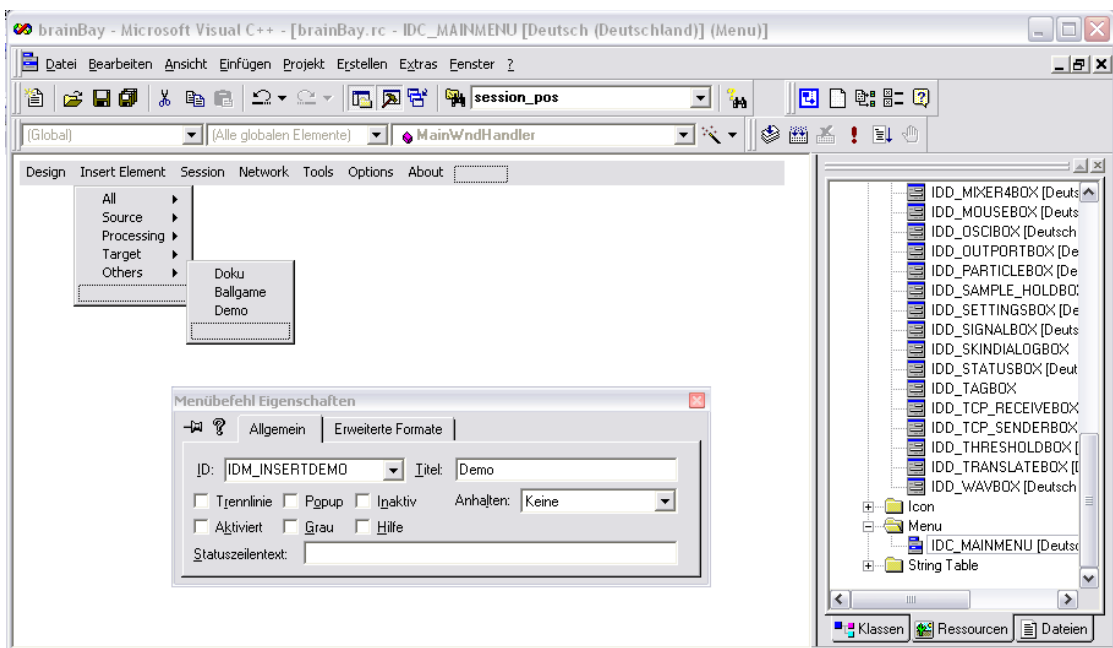 brainBay - Microsoft Visual C++ - [brainBay.rc - IDC_MAINMENU [Deutsch (Deutschland)] (Menu)]
Datei Bearbeiten Ansicht Einfügen Projekt Erstellen Extras Fenster ?
session_pos
(Global) (Alle globalen Elemente) MainWndHandler
Design Insert Element Session Network Tools Options About
All
Source
Processing
Target
Others
Doku
Ballgame
Demo
Menübefehl Eigenschaften
Allgemein Erweiterte Formate
ID: IDM_INSERTDEMO Titel: Demo
Trennlinie Popup Inaktiv Anhalten: Keine
Aktiviert Grau Hilfe
Statuszeilentext:
IDD_MIXER4BOX [Deuts
IDD_MOUSEBOX [Deuts
IDD_OSCIBOX [Deutsch
IDD_OUTPORTBOX [De
IDD_PARTICLEBOX [De
IDD_SAMPLE_HOLDBO
IDD_SETTINGSBOX [De
IDD_SIGNALBOX [Deuts
IDD_SKINDIALOGBOX
IDD_STATUSBOX [Deut
IDD_TAGBOX
IDD_TCP_RECEIVEBOX
IDD_TCP_SENDERBOX
IDD_THRESHOLDBOX [
IDD_TRANSLATEBOX [D
IDD_WAVBOX [Deutsch
Icon
Menu
IDC_MAINMENU [Deutsc
String Table
Klassen Ressourcen Dateien